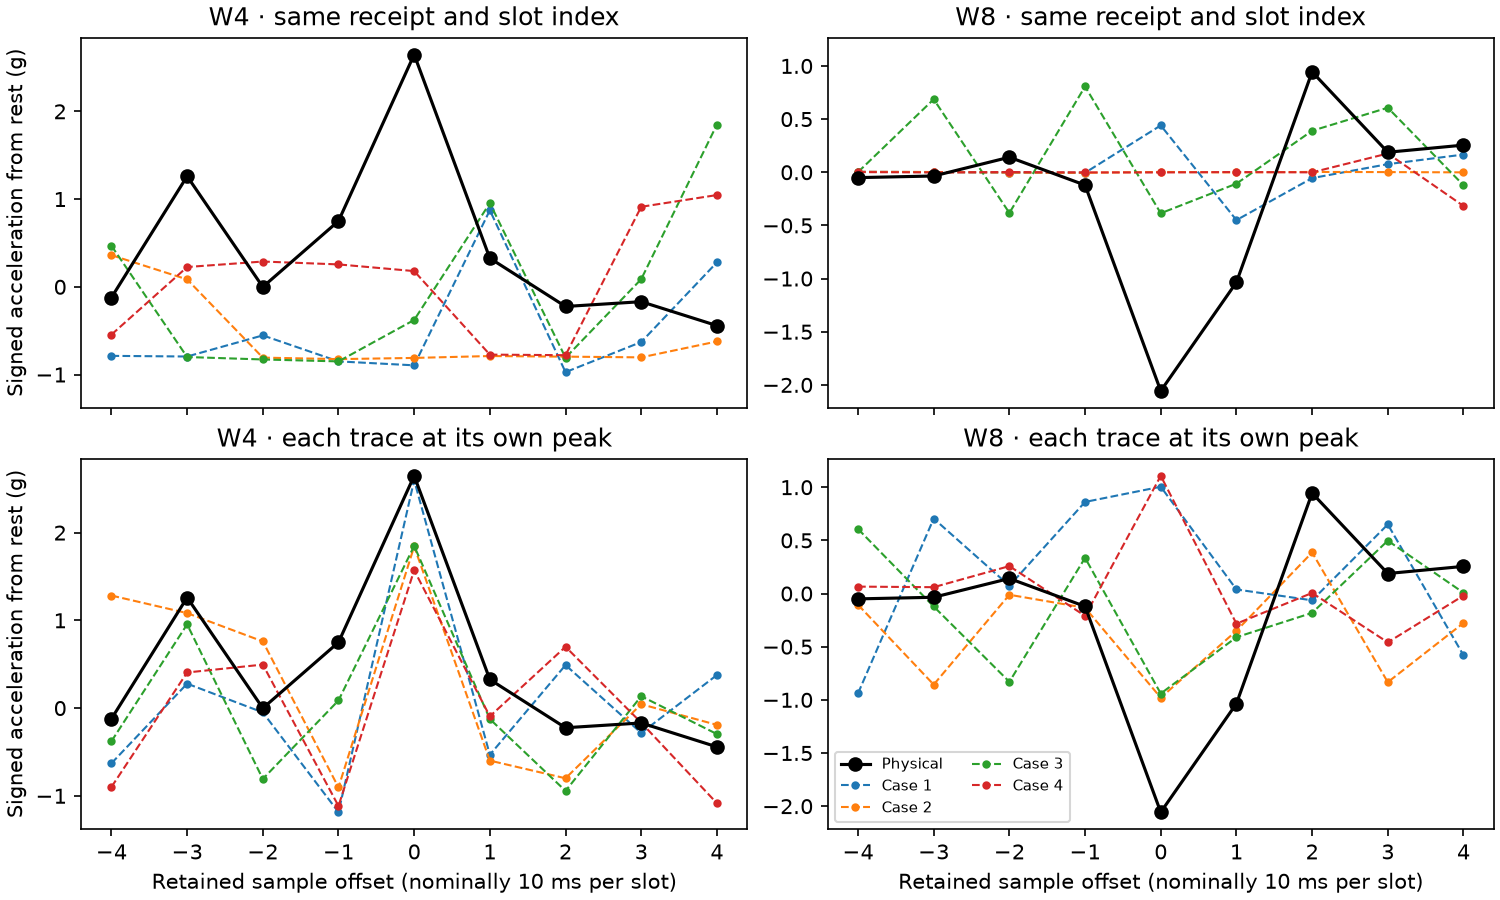 W4 · same receipt and slot index
W8 · same receipt and slot index
Signed acceleration from rest (g)
2
1
0
−1
1.0
0.5
0.0
−0.5
−1.0
−1.5
−2.0
W4 · each trace at its own peak
W8 · each trace at its own peak
Signed acceleration from rest (g)
2
1
0
−1
−4 −3 −2 −1 0 1 2 3 4
Retained sample offset (nominally 10 ms per slot)
1.0
0.5
0.0
−0.5
−1.0
−1.5
−2.0
Physical
Case 1
Case 2
Case 3
Case 4
−4 −3 −2 −1 0 1 2 3 4
Retained sample offset (nominally 10 ms per slot)